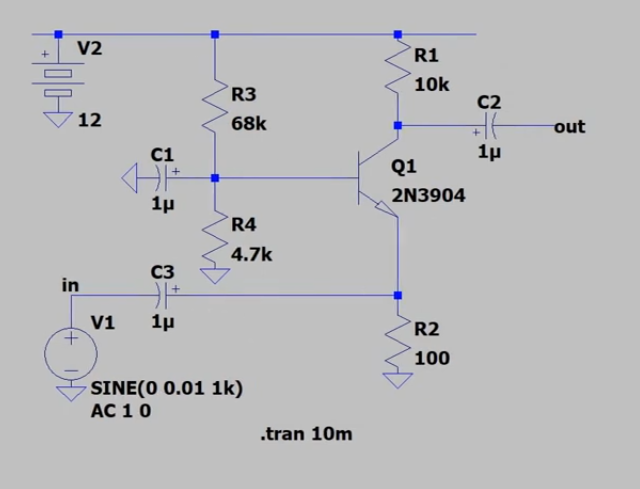 V2
12
R3
68k
R1
10k
C2
1µ
out
C1
1µ
Q1
2N3904
R4
4.7k
in
C3
1µ
V1
R2
100
SINE(0 0.01 1k)
AC 1 0
.tran 10m